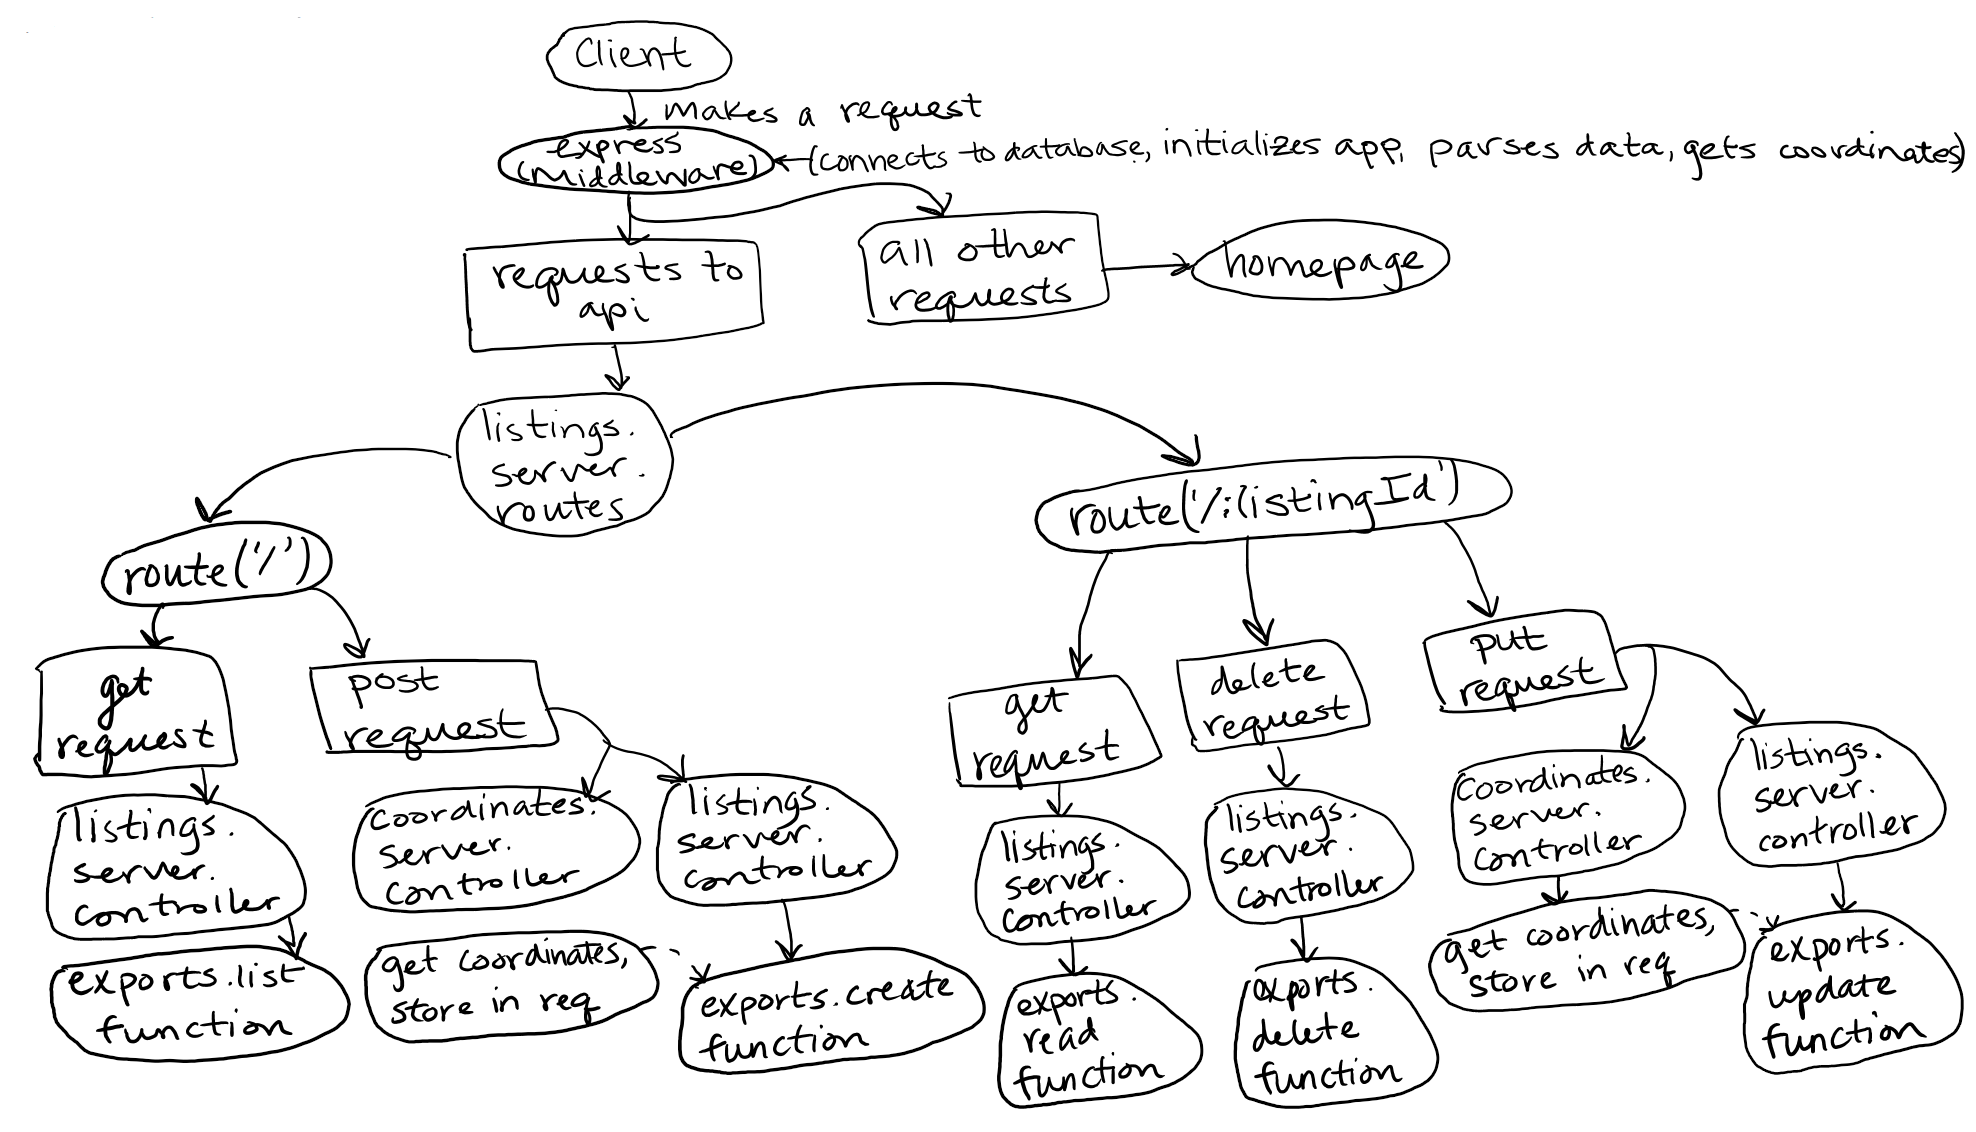 Client
makes a request
express
(middleware)
(connects to database, initializes app, parses data, gets coordinates)
requests to
api
all other
requests
homepage
listings.
server.
routes
route('/')
route('/:listingId')
get
request
post
request
get
request
delete
request
put
request
listings.
server.
controller
coordinates.
server.
controller
listings.
server.
controller
listings.
server.
controller
listings.
server.
controller
coordinates.
server.
controller
listings.
server.
controller
exports.list
function
get coordinates,
store in req
exports.create
function
exports.
read
function
exports.
delete
function
get coordinates,
store in req
exports.
update
function